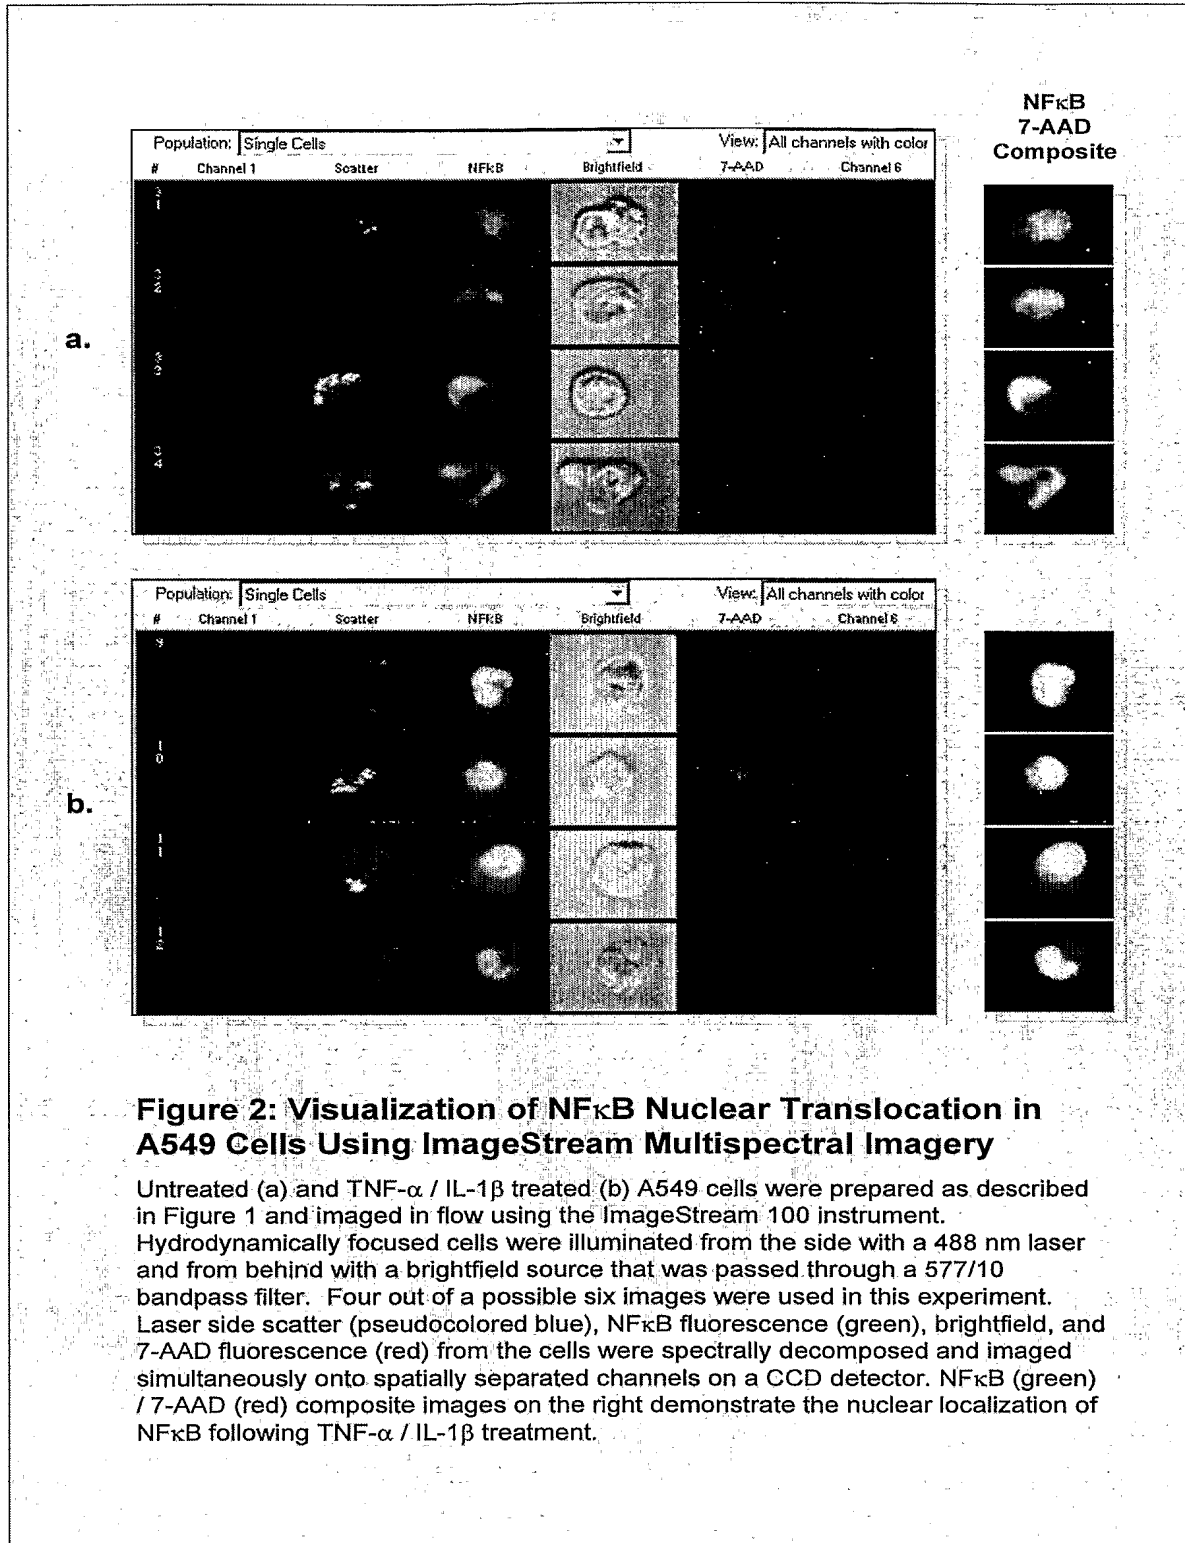 NFκB
7-AAD
Composite
Population: Single Cells View: All channels with color
# Channel 1 Scatter NFkB Brightfield 7-AAD Channel 6
31
32
33
34
a.
Population: Single Cells View: All channels with color
# Channel 1 Scatter NFkB Brightfield 7-AAD Channel 6
9
10
11
12
b.
Figure 2: Visualization of NFκB Nuclear Translocation in
A549 Cells Using ImageStream Multispectral Imagery
Untreated (a) and TNF-α / IL-1β treated (b) A549 cells were prepared as described
in Figure 1 and imaged in flow using the ImageStream 100 instrument.
Hydrodynamically focused cells were illuminated from the side with a 488 nm laser
and from behind with a brightfield source that was passed through a 577/10
bandpass filter. Four out of a possible six images were used in this experiment.
Laser side scatter (pseudocolored blue), NFκB fluorescence (green), brightfield, and
7-AAD fluorescence (red) from the cells were spectrally decomposed and imaged
simultaneously onto spatially separated channels on a CCD detector. NFκB (green)
/ 7-AAD (red) composite images on the right demonstrate the nuclear localization of
NFκB following TNF-α / IL-1β treatment.